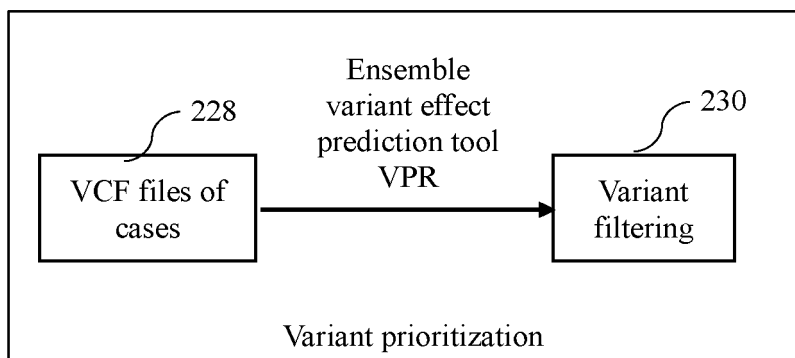 Ensemble
variant effect
prediction tool
VPR
228
230
VCF files of
cases
Variant
filtering
Variant prioritization